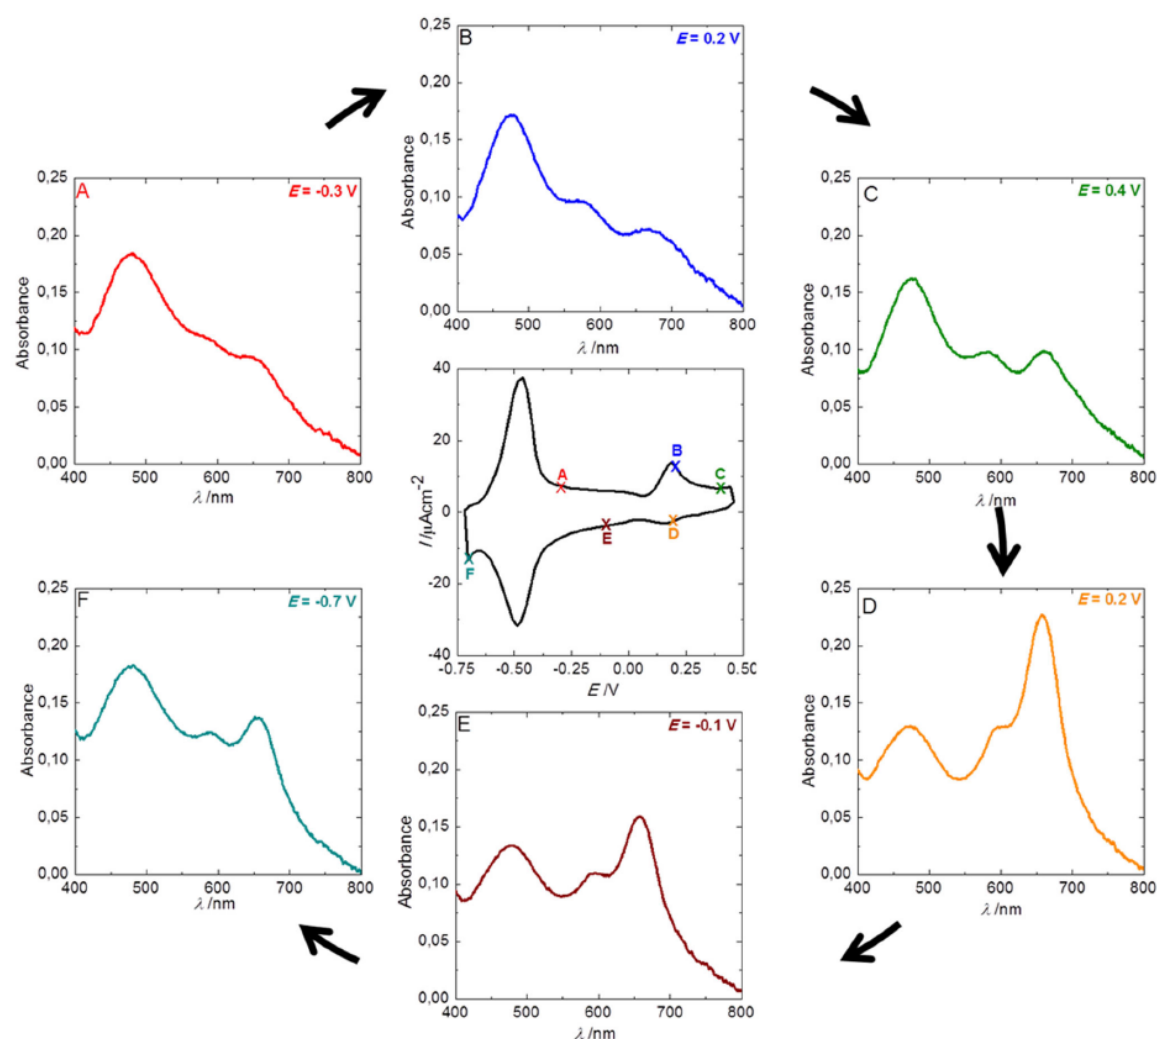 B
E = 0.2 V
0,25
0,20
0,15
0,10
0,05
0,00
Absorbance
400 500 600 700 800
λ /nm
A
E = -0.3 V
0,25
0,20
0,15
0,10
0,05
0,00
Absorbance
400 500 600 700 800
λ /nm
C
E = 0.4 V
0,25
0,20
0,15
0,10
0,05
0,00
Absorbance
400 500 600 700 800
λ /nm
40
20
0
-20
-40
I /µAcm-2
A
B
C
D
E
F
-0.75 -0.50 -0.25 0.00 0.25 0.50
E /V
F
E = -0.7 V
0,25
0,20
0,15
0,10
0,05
0,00
Absorbance
400 500 600 700 800
λ /nm
D
E = 0.2 V
0,25
0,20
0,15
0,10
0,05
0,00
Absorbance
400 500 600 700 800
λ /nm
E
E = -0.1 V
0,25
0,20
0,15
0,10
0,05
0,00
Absorbance
400 500 600 700 800
λ /nm